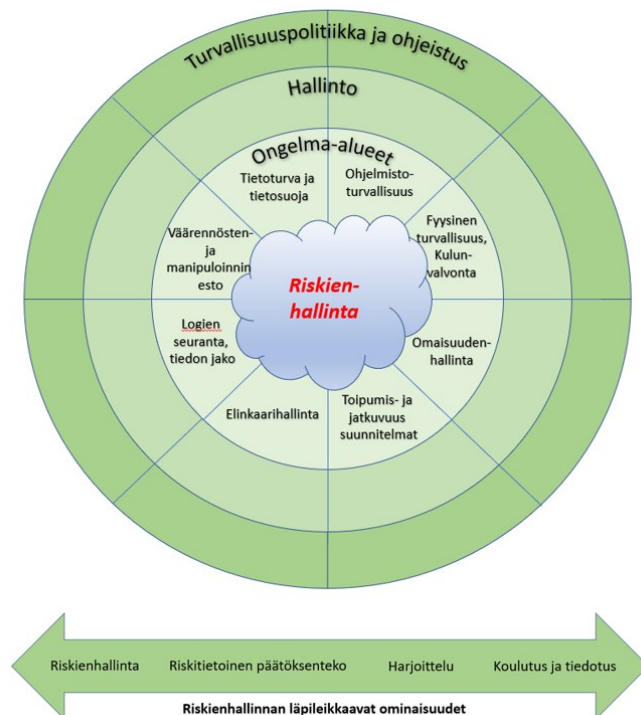 Turvallisuuspolitiikka ja ohjeistus
Hallinto
Ongelma-alueet
Tietoturva ja
tietosuoja
Ohjelmisto-
turvallisuus
Fyysinen
turvallisuus,
Kulun-
valvonta
Omaisuuden-
hallinta
Toipumis- ja
jatkuvuus
suunnitelmat
Elinkaarihallinta
Logien
seuranta,
tiedon jako
Väärennösten-
ja
manipuloinnin
esto
Riskien-
hallinta
Riskienhallinta Riskitietoinen päätöksenteko Harjoittelu Koulutus ja tiedotus
Riskienhallinnan läpileikkaavat ominaisuudet